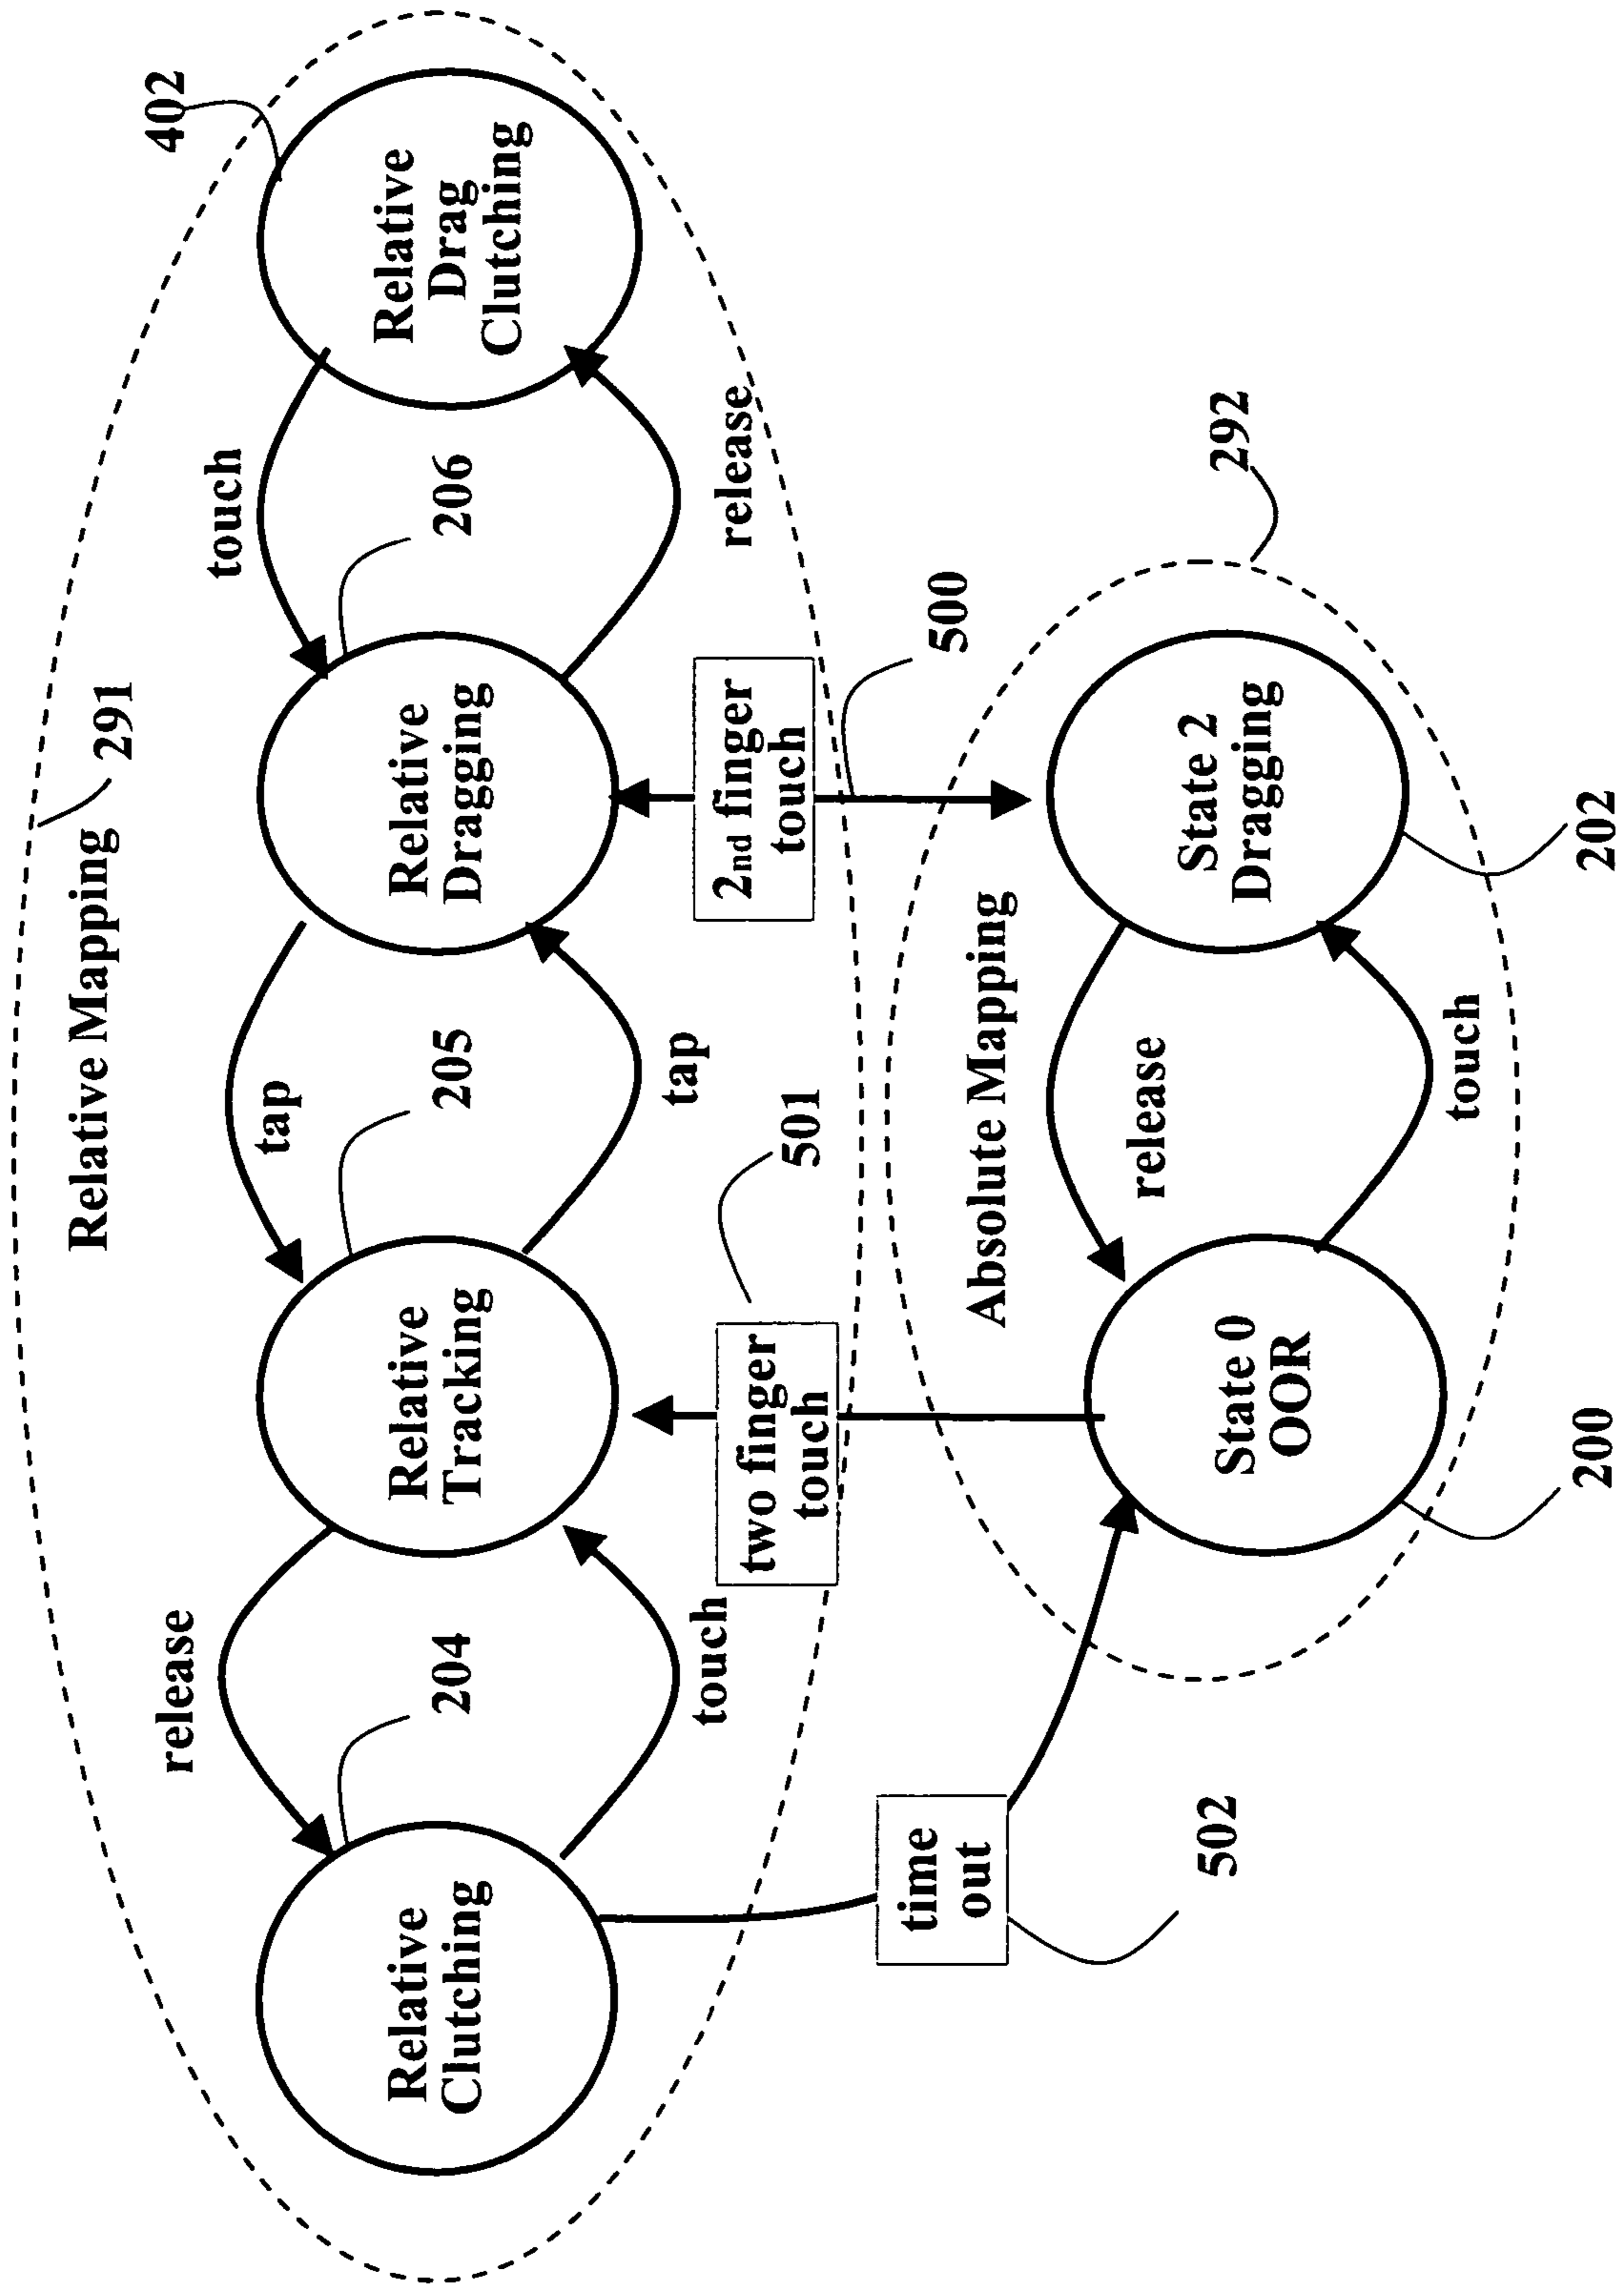 291
Relative Mapping
402
release
204
tap
205
touch
206
Relative
Clutching
Relative
Tracking
Relative
Dragging
Relative
Drag
Clutching
touch
tap
release
two finger
touch
501
2nd finger
touch
500
time
out
502
Absolute Mapping
292
release
State 0
OOR
State 2
Dragging
touch
200
202